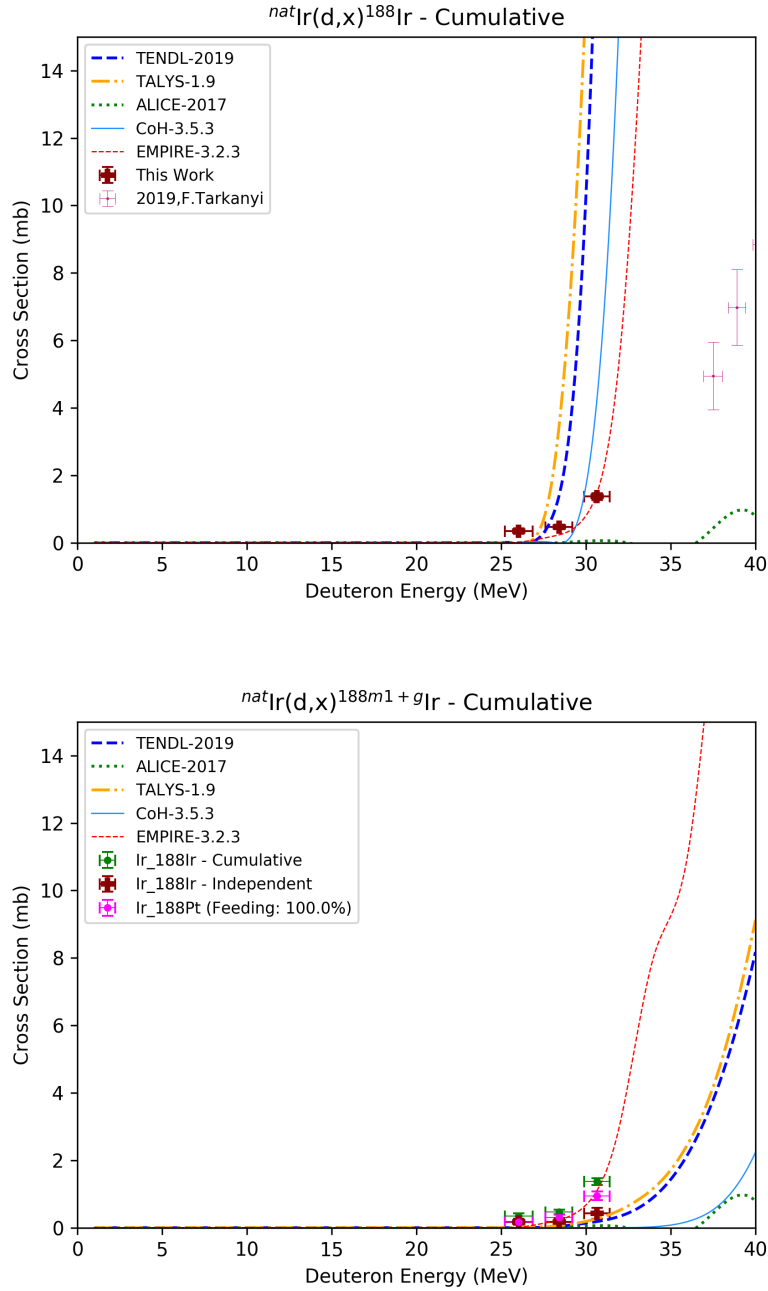 natIr(d,x)188Ir - Cumulative
TENDL-2019
TALYS-1.9
ALICE-2017
CoH-3.5.3
EMPIRE-3.2.3
This Work
2019,F.Tarkanyi
Cross Section (mb)
14
12
10
8
6
4
2
0
0 5 10 15 20 25 30 35 40
Deuteron Energy (MeV)
natIr(d,x)188m1+gIr - Cumulative
TENDL-2019
ALICE-2017
TALYS-1.9
CoH-3.5.3
EMPIRE-3.2.3
Ir_188Ir - Cumulative
Ir_188Ir - Independent
Ir_188Pt (Feeding: 100.0%)
Cross Section (mb)
14
12
10
8
6
4
2
0
0 5 10 15 20 25 30 35 40
Deuteron Energy (MeV)